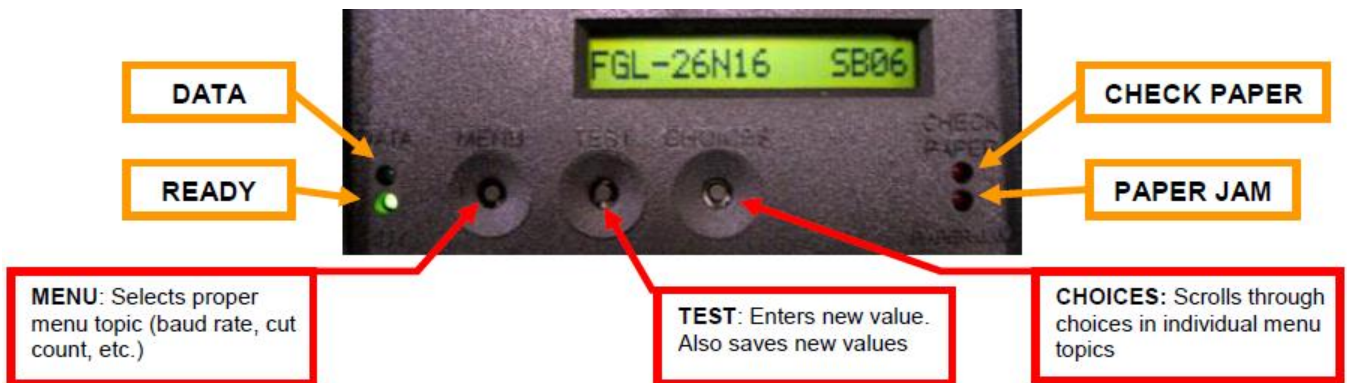 FGL-26N16 SB06
DATA
CHECK PAPER
DATA
MENU
TEST
CHOICES
CHECK
PAPER
READY
PAPER JAM
MENU: Selects proper
menu topic (baud rate, cut
count, etc.)
TEST: Enters new value.
Also saves new values
CHOICES: Scrolls through
choices in individual menu
topics